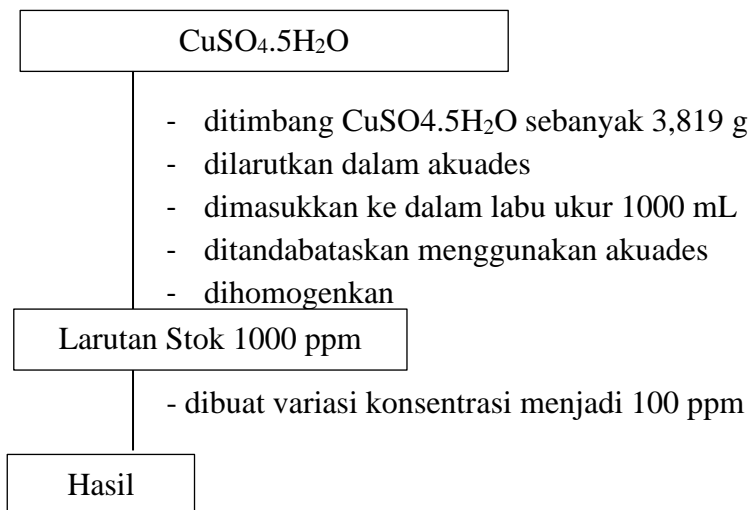 CuSO₄.5H₂O
- ditimbang CuSO4.5H₂O sebanyak 3,819 g
- dilarutkan dalam akuades
- dimasukkan ke dalam labu ukur 1000 mL
- ditandabataskan menggunakan akuades
- dihomogenkan
Larutan Stok 1000 ppm
- dibuat variasi konsentrasi menjadi 100 ppm
Hasil